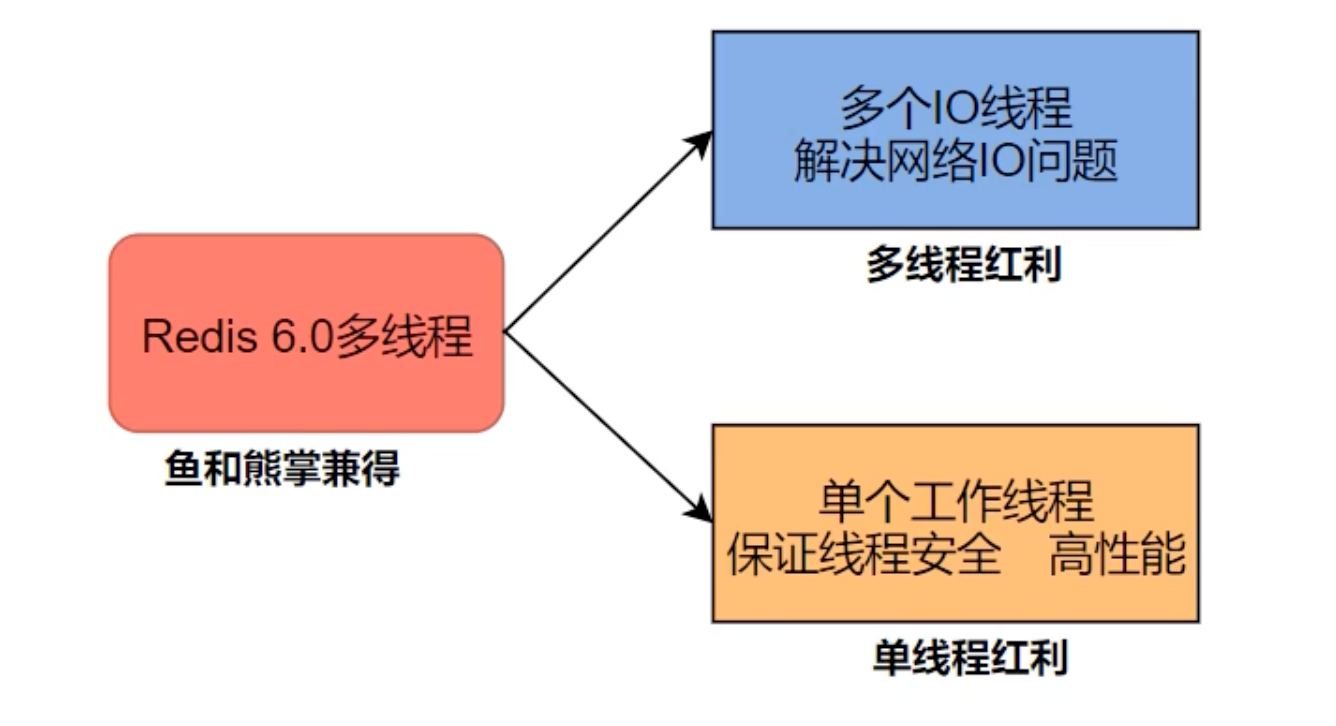 多个IO线程
解决网络IO问题
多线程红利
Redis 6.0多线程
鱼和熊掌兼得
单个工作线程
保证线程安全 高性能
单线程红利